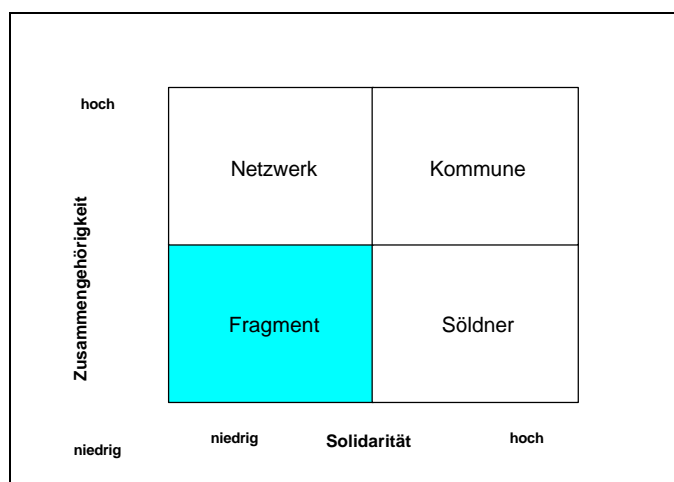 hoch
Netzwerk Kommune
Zusammengehörigkeit
Fragment Söldner
niedrig Solidarität hoch
niedrig